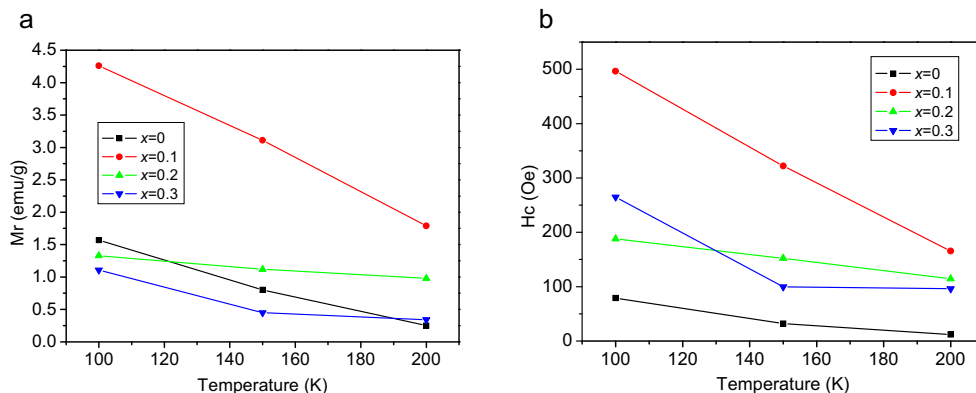 a
4.5
4.0
3.5
3.0
2.5
2.0
1.5
1.0
0.5
0.0
Mr (emu/g)
x=0
x=0.1
x=0.2
x=0.3
100 120 140 160 180 200
Temperature (K)
b
500
400
300
200
100
0
Hc (Oe)
x=0
x=0.1
x=0.2
x=0.3
100 120 140 160 180 200
Temperature (K)